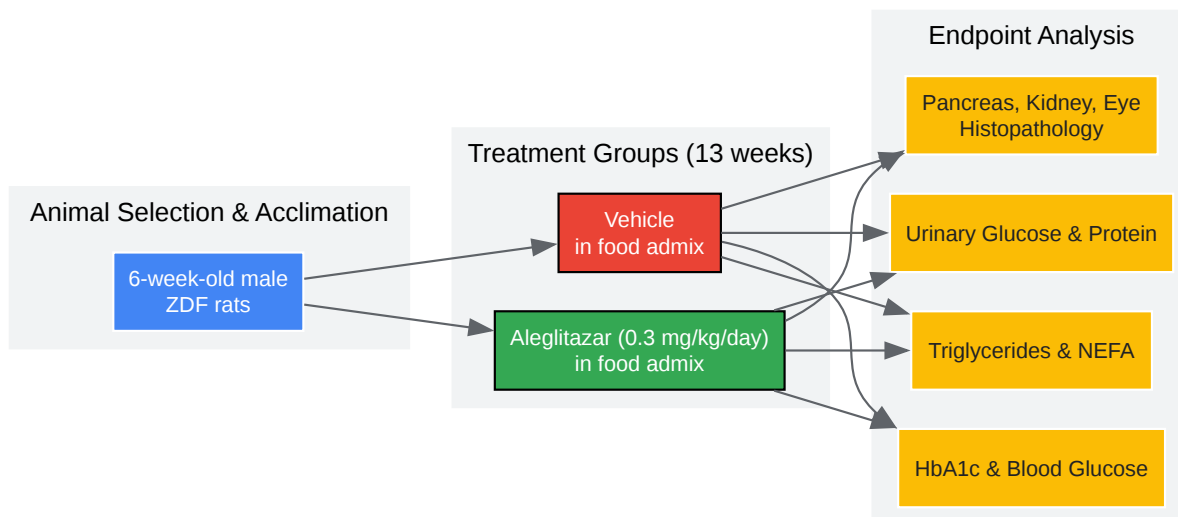 Animal Selection & Acclimation
6-week-old male
ZDF rats
Treatment Groups (13 weeks)
Vehicle
in food admix
Aleglitazar (0.3 mg/kg/day)
in food admix
Endpoint Analysis
Pancreas, Kidney, Eye
Histopathology
Urinary Glucose & Protein
Triglycerides & NEFA
HbA1c & Blood Glucose